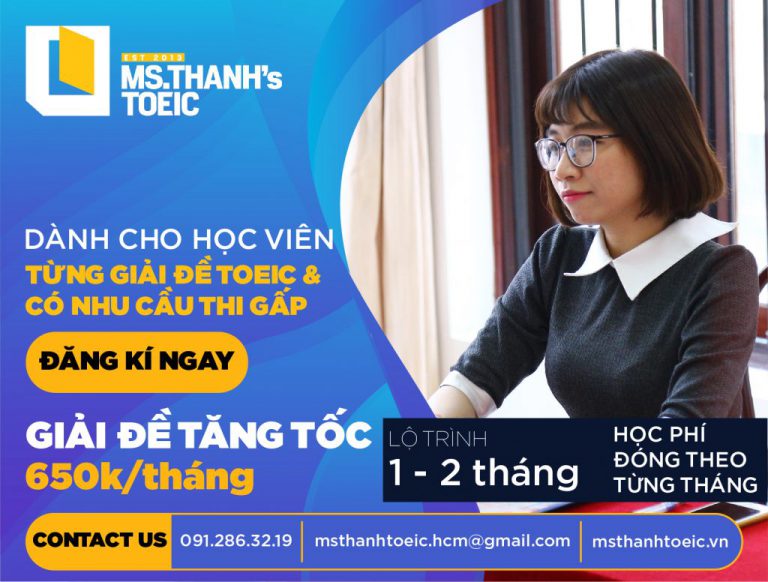 EST 2013
MS.THANH's
TOEIC
DÀNH CHO HỌC VIÊN
TỪNG GIẢI ĐỀ TOEIC &
CÓ NHU CẦU THI GẤP
ĐĂNG KÍ NGAY
GIẢI ĐỀ TĂNG TỐC
650k/tháng
LỘ TRÌNH
1 - 2 tháng
HỌC PHÍ
ĐÓNG THEO
TỪNG THÁNG
CONTACT US
091.286.32.19
msthanhtoeic.hcm@gmail.com
msthanhtoeic.vn